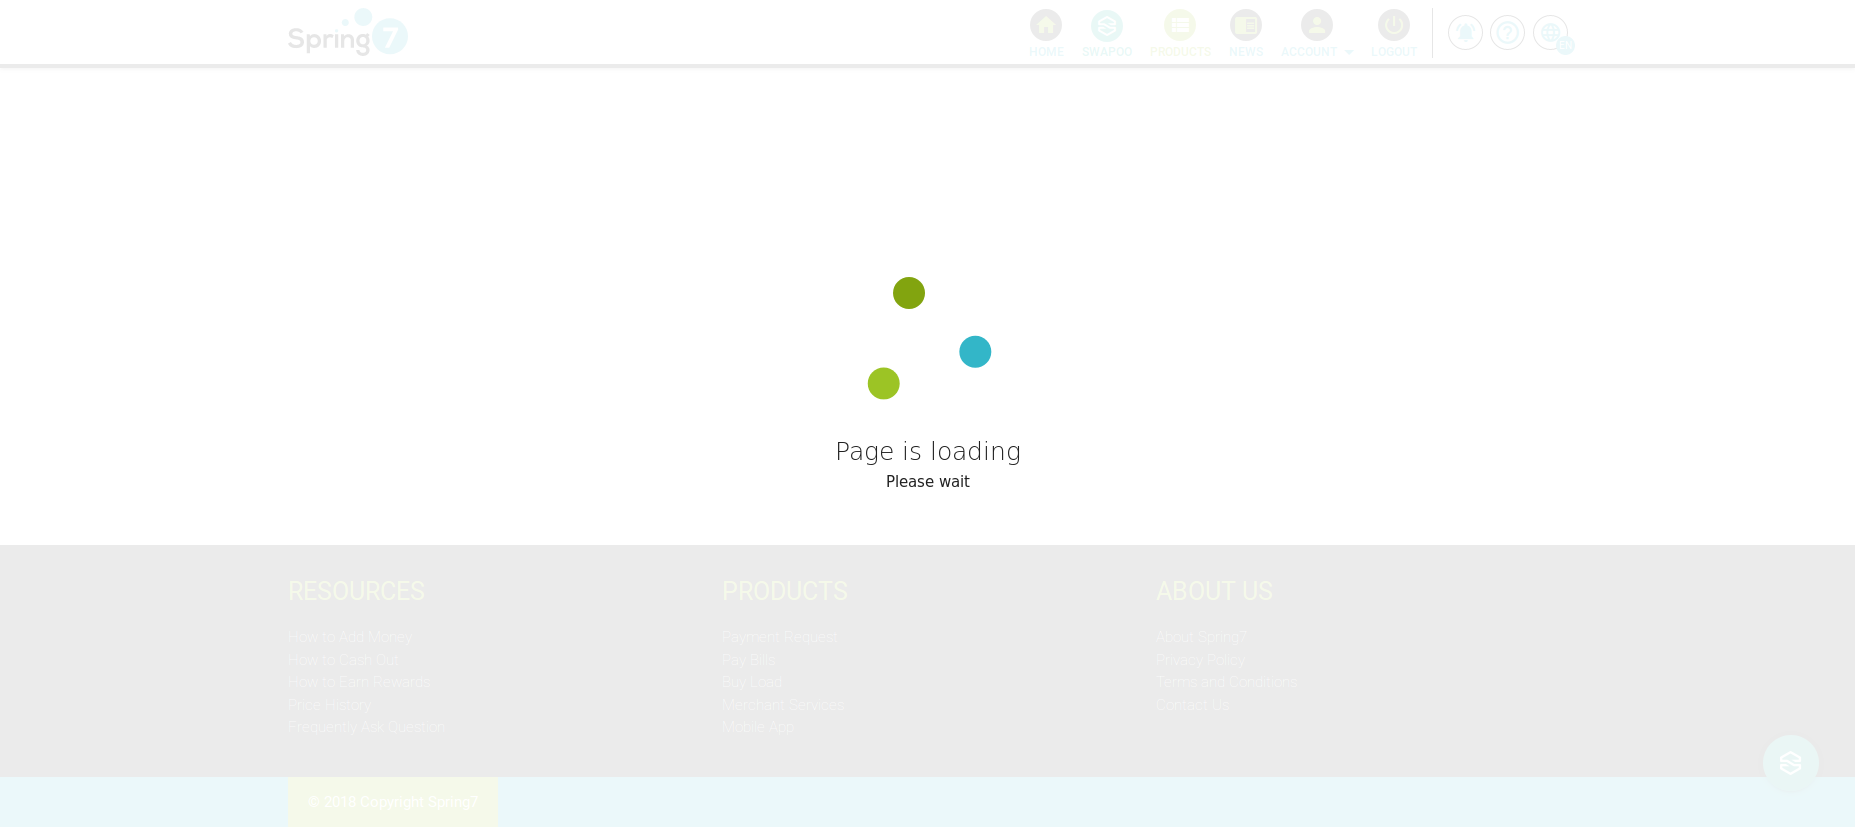 Spring 7
HOME SWAPOO PRODUCTS NEWS ACCOUNT LOGOUT EN
Page is loading
Please wait
RESOURCES
How to Add Money
How to Cash Out
How to Earn Rewards
Price History
Frequently Ask Question
PRODUCTS
Payment Request
Pay Bills
Buy Load
Merchant Services
Mobile App
ABOUT US
About Spring7
Privacy Policy
Terms and Conditions
Contact Us
© 2018 Copyright Spring7